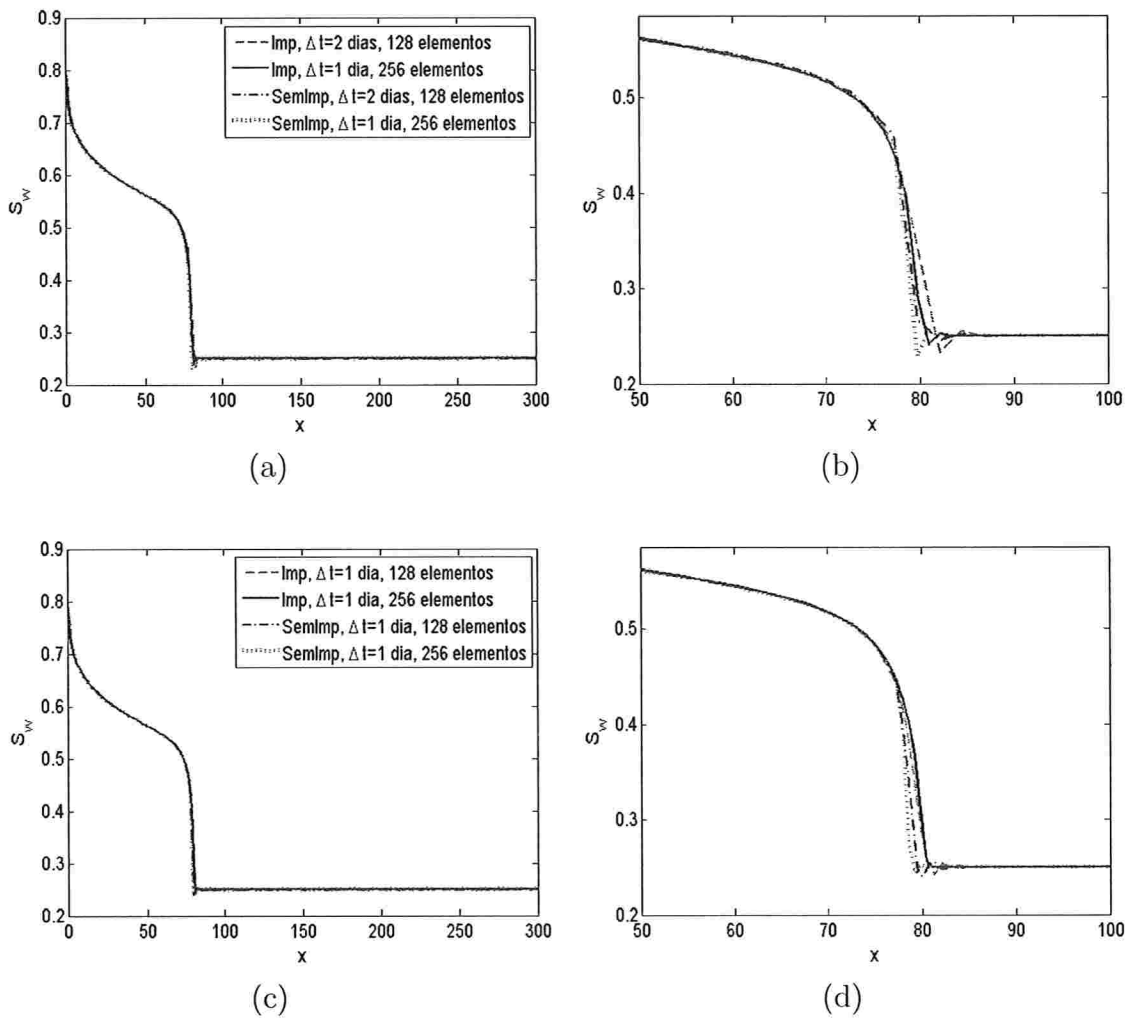 0.9
0.8
0.7
0.6
0.5
0.4
0.3
0.2
S_w
0 50 100 150 200 250 300
x
Imp, Δt=2 dias, 128 elementos
Imp, Δt=1 dia, 256 elementos
SemImp, Δt=2 dias, 128 elementos
SemImp, Δt=1 dia, 256 elementos
(a)
0.5
0.4
0.3
0.2
S_w
50 60 70 80 90 100
x
(b)
0.9
0.8
0.7
0.6
0.5
0.4
0.3
0.2
S_w
0 50 100 150 200 250 300
x
Imp, Δt=1 dia, 128 elementos
Imp, Δt=1 dia, 256 elementos
SemImp, Δt=1 dia, 128 elementos
SemImp, Δt=1 dia, 256 elementos
(c)
0.5
0.4
0.3
0.2
S_w
50 60 70 80 90 100
x
(d)